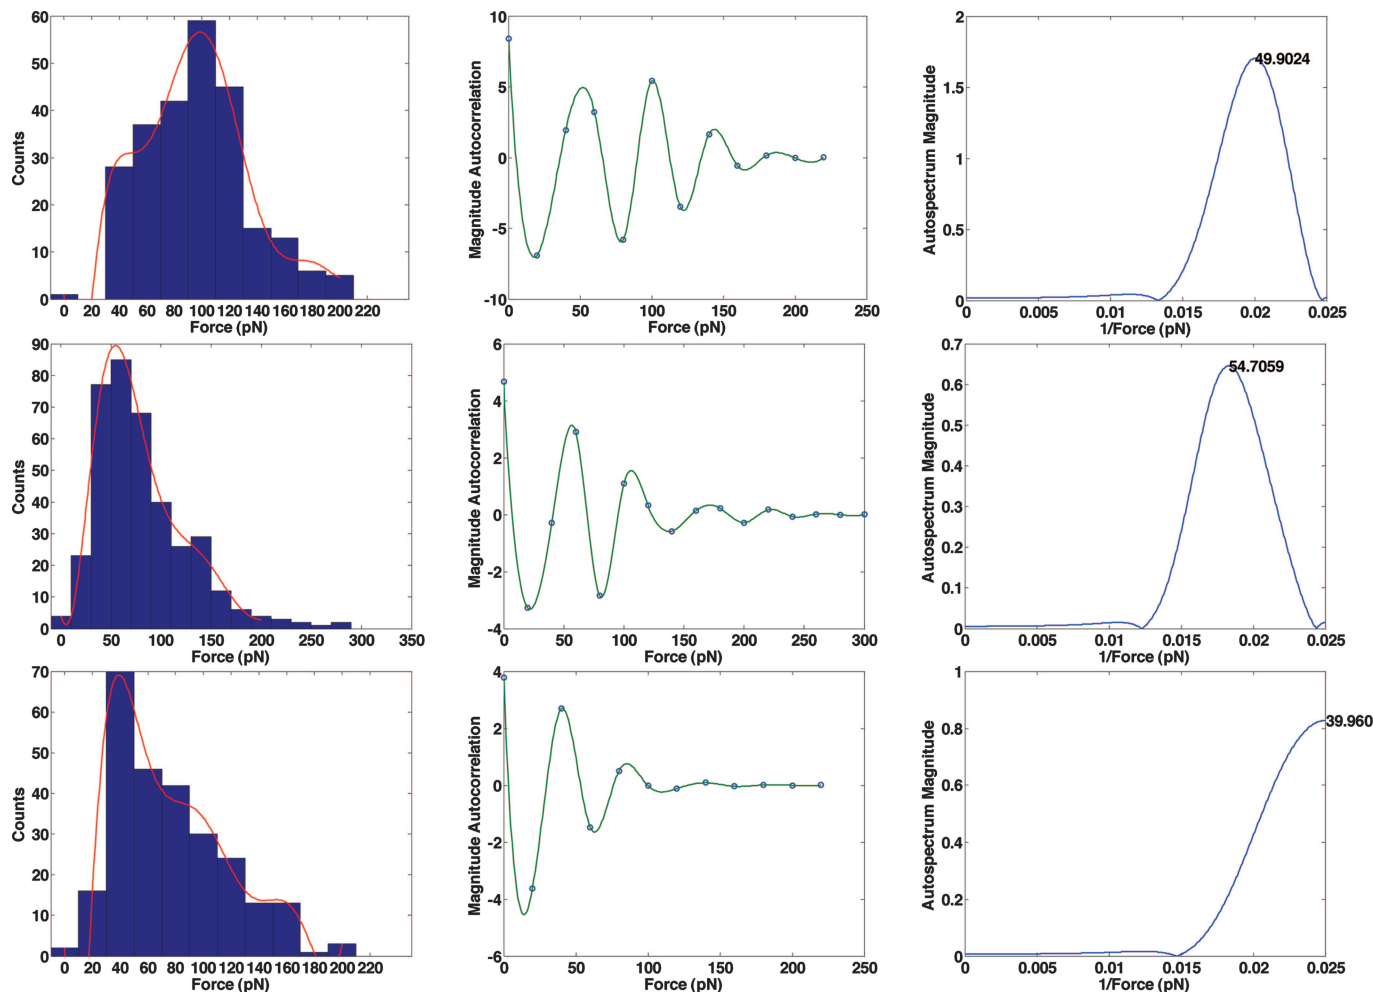 60
50
40
30
20
10
0
Counts
0 20 40 60 80 100 120 140 160 180 200 220
Force (pN)
10
5
0
-5
-10
Magnitude Autocorrelation
0 50 100 150 200 250
Force (pN)
2
1.5
1
0.5
0
Autospectrum Magnitude
49.9024
0 0.005 0.01 0.015 0.02 0.025
1/Force (pN)
90
80
70
60
50
40
30
20
10
0
Counts
0 50 100 150 200 300 300 350
Force (pN)
6
4
2
0
-2
-4
Magnitude Autocorrelation
0 50 100 150 200 250 300
Force (pN)
0.7
0.6
0.5
0.4
0.3
0.2
0.1
0
Autospectrum Magnitude
54.7059
0 0.005 0.01 0.015 0.02 0.025
1/Force (pN)
70
60
50
40
30
20
10
0
Counts
0 20 40 60 80 100 120 140 160 180 200 220
Force (pN)
4
2
0
-2
-4
-6
Magnitude Autocorrelation
0 50 100 150 200 250
Force (pN)
1
0.8
0.6
0.4
0.2
0
Autospectrum Magnitude
39.960
0 0.005 0.01 0.015 0.02 0.025
1/Force (pN)